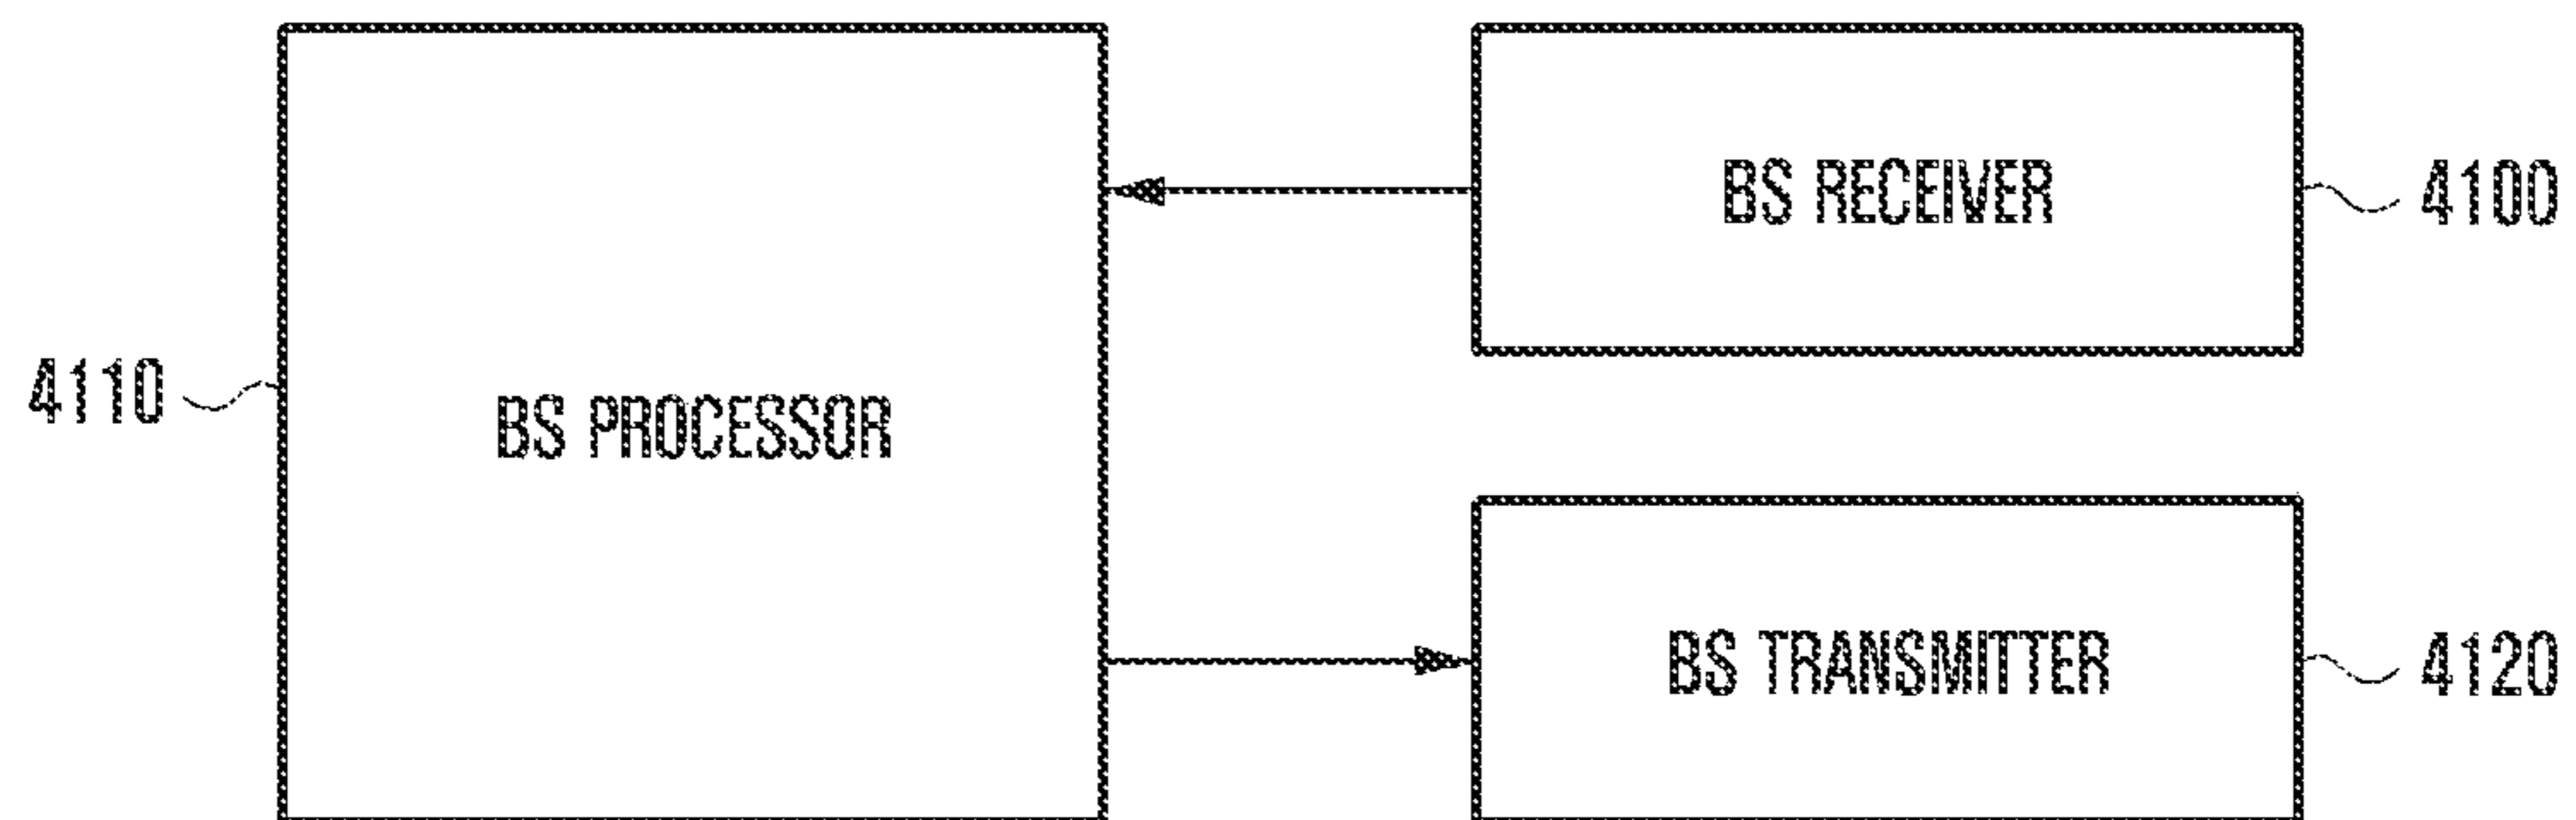 BS RECEIVER
4100
4110
BS PROCESSOR
BS TRANSMITTER
4120